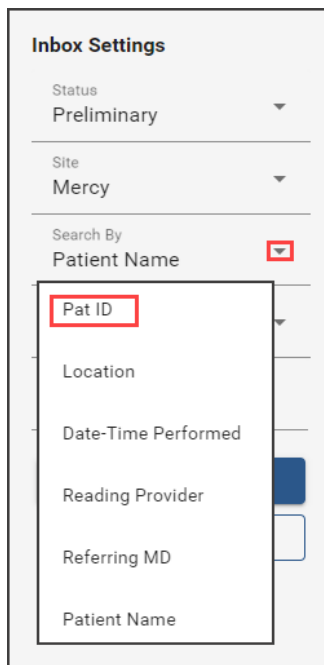 Inbox Settings
Status
Preliminary
Site
Mercy
Search By
Patient Name
Pat ID
Location
Date-Time Performed
Reading Provider
Referring MD
Patient Name